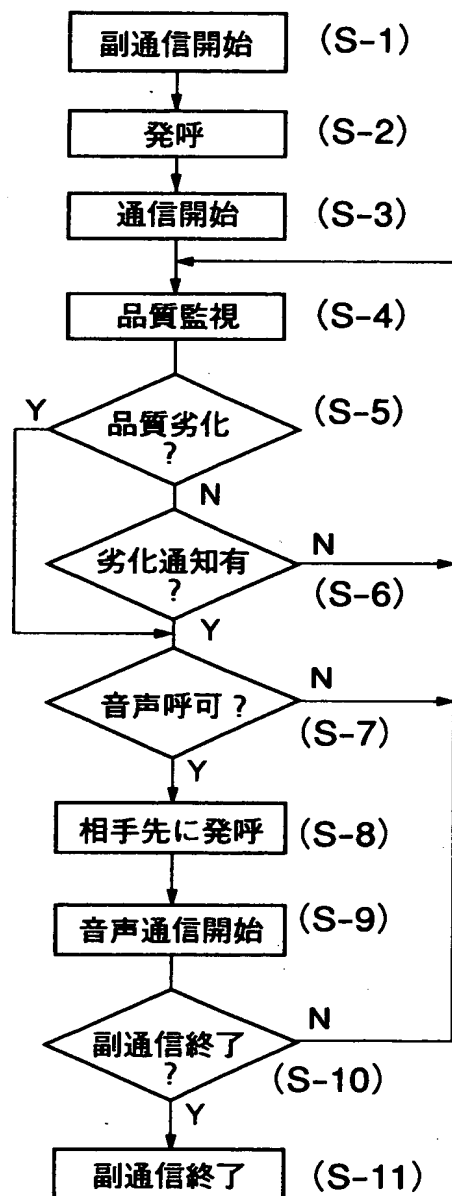 副通信開始 (S-1)
発呼 (S-2)
通信開始 (S-3)
品質監視 (S-4)
Y
品質劣化
?
(S-5)
N
劣化通知有
?
N
(S-6)
Y
音声呼可 ?
N
(S-7)
Y
相手先に発呼 (S-8)
音声通信開始 (S-9)
副通信終了
?
N
(S-10)
Y
副通信終了 (S-11)